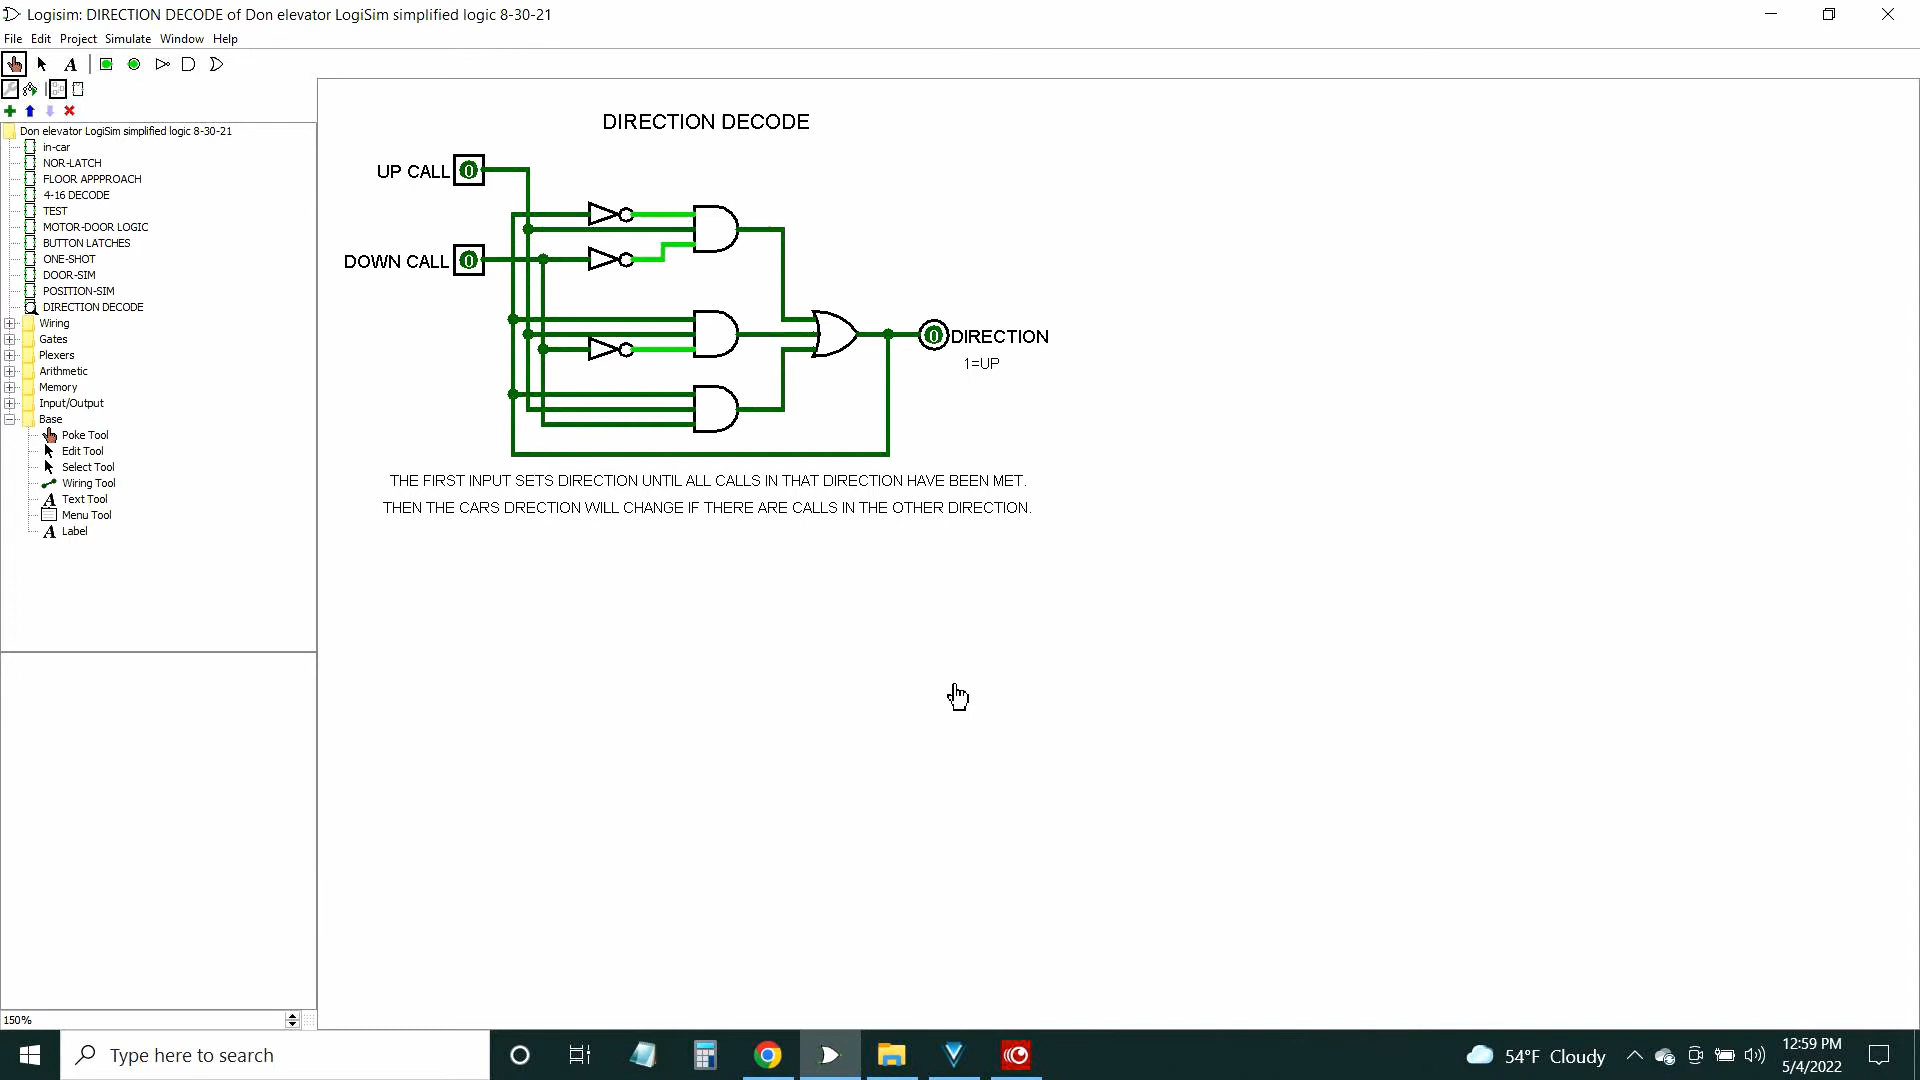 Logisim: DIRECTION DECODE of Don elevator LogiSim simplified logic 8-30-21
File Edit Project Simulate Window Help
A
Don elevator LogiSim simplified logic 8-30-21
in-car
NOR-LATCH
FLOOR APPPROACH
4-16 DECODE
TEST
MOTOR-DOOR LOGIC
BUTTON LATCHES
ONE-SHOT
DOOR-SIM
POSITION-SIM
DIRECTION DECODE
Wiring
Gates
Plexers
Arithmetic
Memory
Input/Output
Base
Poke Tool
Edit Tool
Select Tool
Wiring Tool
A Text Tool
Menu Tool
A Label
150%
DIRECTION DECODE
UP CALL 0
DOWN CALL 0
0 DIRECTION
1=UP
THE FIRST INPUT SETS DIRECTION UNTIL ALL CALLS IN THAT DIRECTION HAVE BEEN MET.
THEN THE CARS DRECTION WILL CHANGE IF THERE ARE CALLS IN THE OTHER DIRECTION.
Type here to search
54°F Cloudy
12:59 PM
5/4/2022